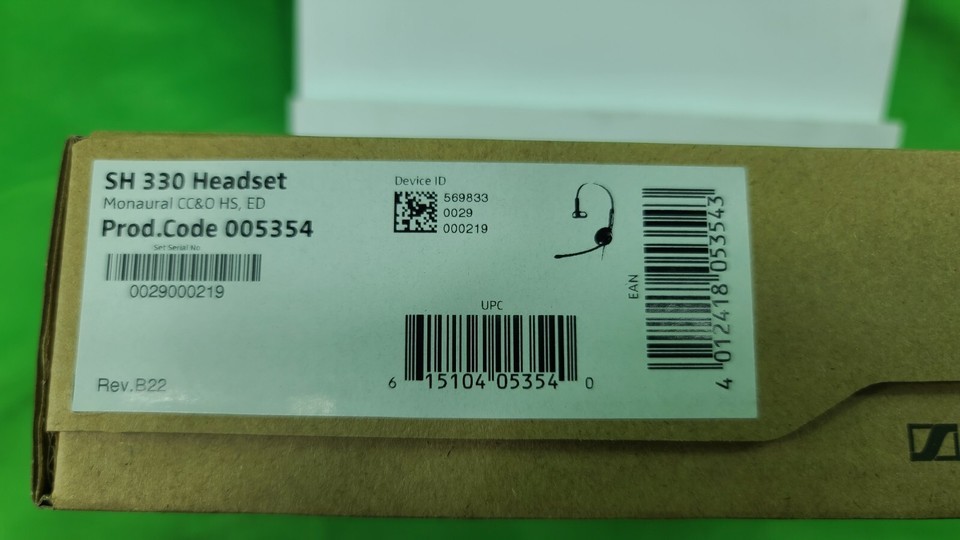 SH 330 Headset
Monaural CC&O HS, ED
Prod.Code 005354
Set Serial No
0029000219
Rev.B22
Device ID
569833
0029
000219
UPC
6 15104 05354 0
EAN
4 012418 053543